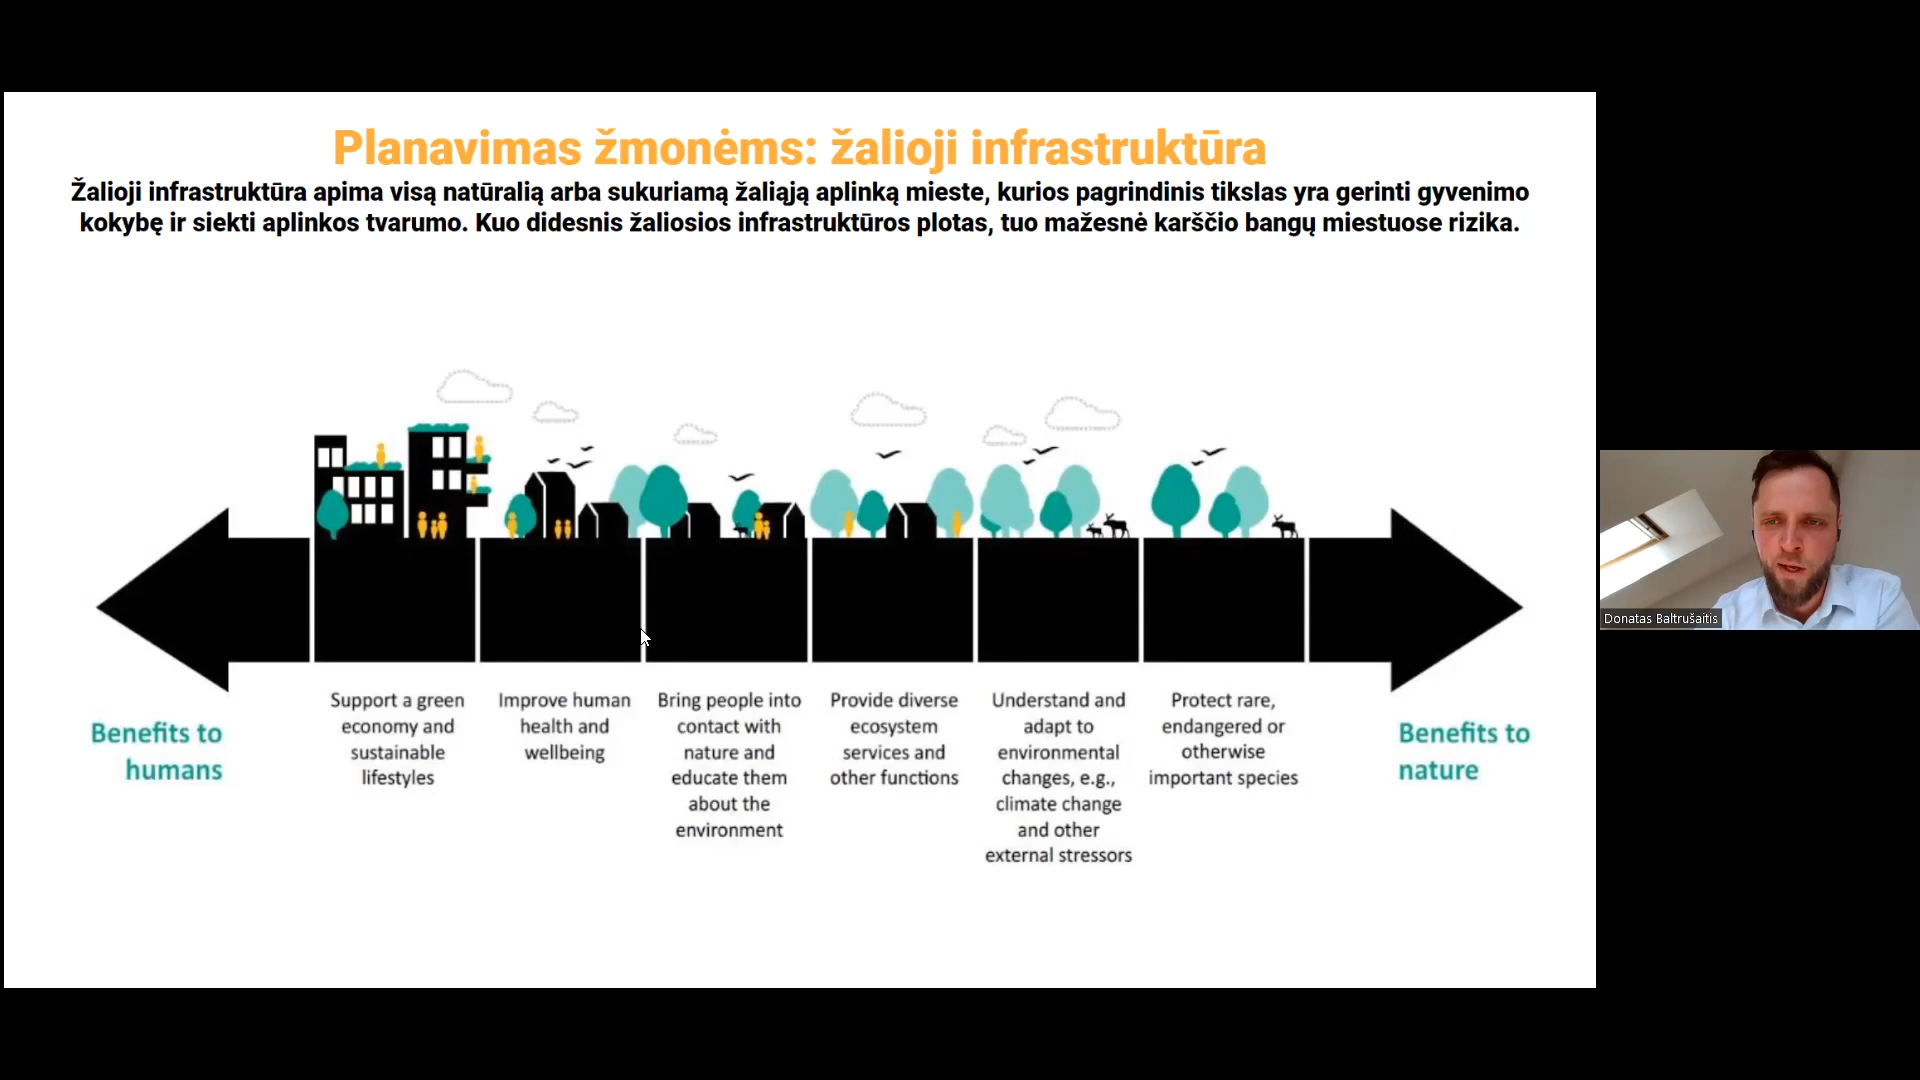 Planavimas žmonėms: žalioji infrastruktūra
Žalioji infrastruktūra apima visą natūralią arba sukuriamą žaliąją aplinką mieste, kurios pagrindinis tikslas yra gerinti gyvenimo
kokybę ir siekti aplinkos tvarumo. Kuo didesnis žaliosios infrastruktūros plotas, tuo mažesnė karščio bangų miestuose rizika.
Benefits to
humans
Support a green
economy and
sustainable
lifestyles
Improve human
health and
wellbeing
Bring people into
contact with
nature and
educate them
about the
environment
Provide diverse
ecosystem
services and
other functions
Understand and
adapt to
environmental
changes, e.g.,
climate change
and other
external stressors
Protect rare,
endangered or
otherwise
important species
Benefits to
nature
Donatas Baltrušaitis